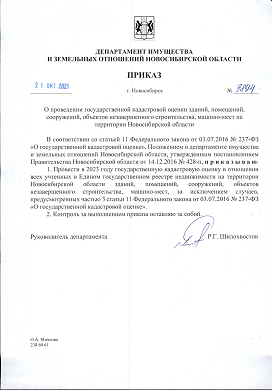 ДЕПАРТАМЕНТ ИМУЩЕСТВА
И ЗЕМЕЛЬНЫХ ОТНОШЕНИЙ НОВОСИБИРСКОЙ ОБЛАСТИ
ПРИКАЗ
21 ОКТ 2021 № 3894
г. Новосибирск
О проведении государственной кадастровой оценки зданий, помещений,
сооружений, объектов незавершенного строительства, машино-мест на
территории Новосибирской области
В соответствии со статьей 11 Федерального закона от 03.07.2016 № 237-ФЗ
«О государственной кадастровой оценке», Положением о департаменте имущества
и земельных отношений Новосибирской области, утвержденным постановлением
Правительства Новосибирской области от 14.12.2016 № 428-п, п р и к а з ы в а ю:
1. Провести в 2023 году государственную кадастровую оценку в отношении
всех учтенных в Едином государственном реестре недвижимости на территории
Новосибирской области зданий, помещений, сооружений, объектов
незавершенного строительства, машино-мест, за исключением случаев,
предусмотренных частью 3 статьи 11 Федерального закона от 03.07.2016 № 237-ФЗ
«О государственной кадастровой оценке».
2. Контроль за выполнением приказа оставляю за собой.
Руководитель департамента Р.Г. Шилохвостов
О.А.
238 60 61